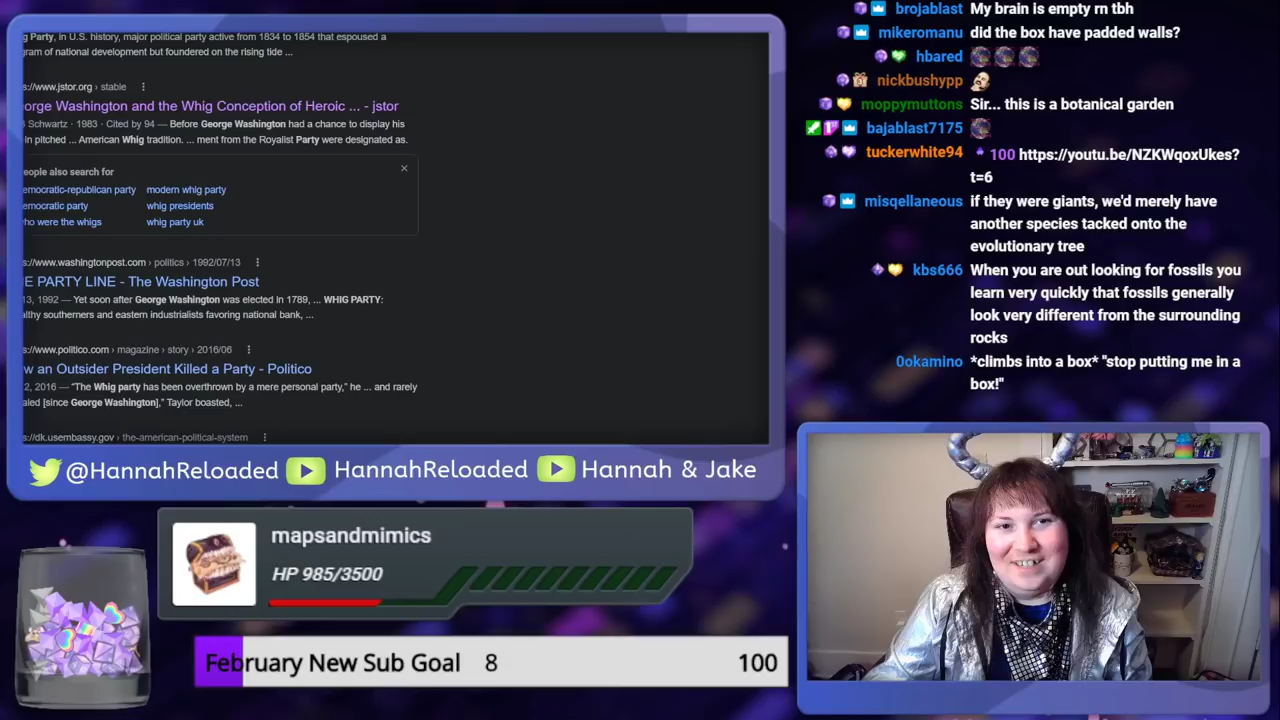 g Party, in U.S. history, major political party active from 1834 to 1854 that espoused a
gram of national development but foundered on the rising tide ...
s://www.jstor.org › stable
orge Washington and the Whig Conception of Heroic ... - jstor
Schwartz · 1983 · Cited by 94 — Before George Washington had a chance to display his
in pitched ... American Whig tradition. ... ment from the Royalist Party were designated as.
eople also search for
emocratic-republican party
modern whig party
emocratic party
whig presidents
ho were the whigs
whig party uk
s://www.washingtonpost.com › politics › 1992/07/13
E PARTY LINE - The Washington Post
13, 1992 — Yet soon after George Washington was elected in 1789, ... WHIG PARTY:
lthy southerners and eastern industrialists favoring national bank, ...
s://www.politico.com › magazine › story › 2016/06
w an Outsider President Killed a Party - Politico
2, 2016 — "The Whig party has been overthrown by a mere personal party," he ... and rarely
aled [since George Washington]," Taylor boasted, ...
s://dk.usembassy.gov › the-american-political-system
@HannahReloaded
HannahReloaded
Hannah & Jake
mapsandmimics
HP 985/3500
February New Sub Goal 8 100
brojablast My brain is empty rn tbh
mikeromanu did the box have padded walls?
hbared
nickbushypp
moppymuttons Sir... this is a botanical garden
bajablast7175
tuckerwhite94 100 https://youtu.be/NZKWqoxUkes?
t=6
misqellaneous if they were giants, we'd merely have
another species tacked onto the
evolutionary tree
kbs666 When you are out looking for fossils you
learn very quickly that fossils generally
look very different from the surrounding
rocks
0okamino *climbs into a box* "stop putting me in a
box!"